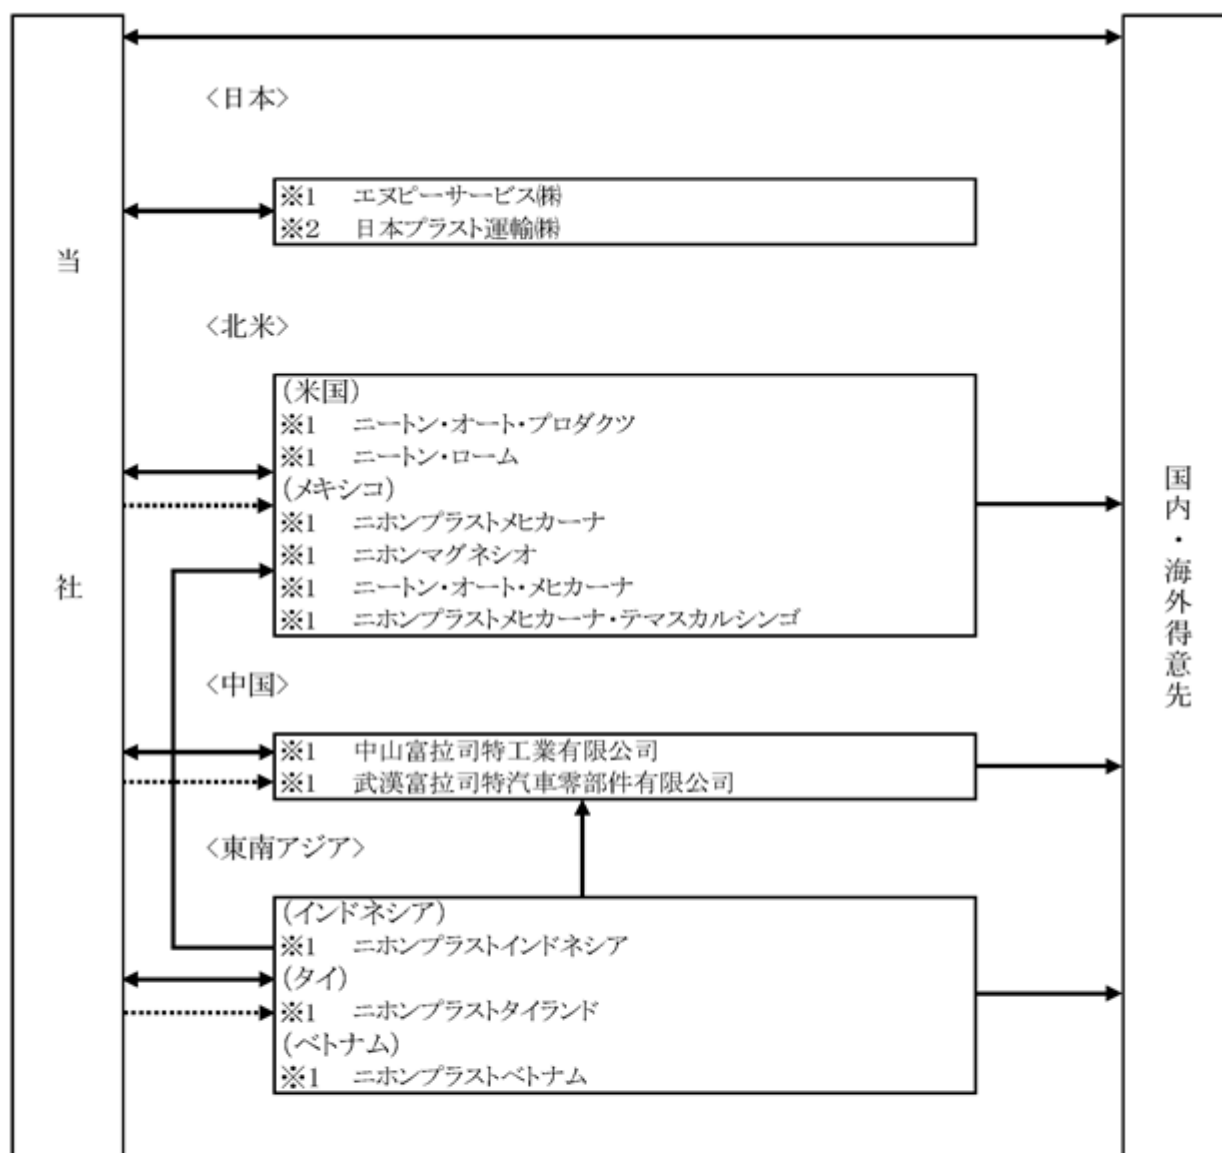 当社
<日本>
※1 エヌピーサービス㈱
※2 日本プラスト運輸㈱
<北米>
(米国)
※1 ニートン・オート・プロダクツ
※1 ニートン・ローム
(メキシコ)
※1 ニホンプラストメヒカーナ
※1 ニホンマグネシオ
※1 ニートン・オート・メヒカーナ
※1 ニホンプラストメヒカーナ・テマスカルシンゴ
<中国>
※1 中山富拉司特工業有限公司
※1 武漢富拉司特汽車零部件有限公司
<東南アジア>
(インドネシア)
※1 ニホンプラストインドネシア
(タイ)
※1 ニホンプラストタイランド
(ベトナム)
※1 ニホンプラストベトナム
国内・海外得意先